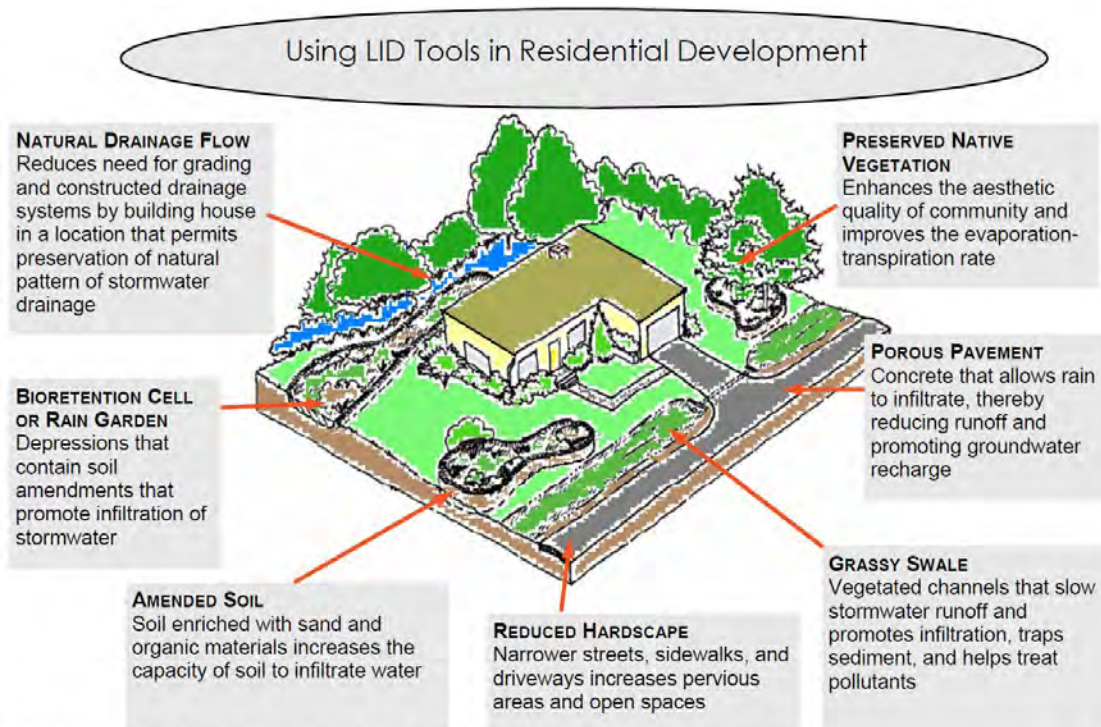 Using LID Tools in Residential Development
NATURAL DRAINAGE FLOW
Reduces need for grading
and constructed drainage
systems by building house
in a location that permits
preservation of natural
pattern of stormwater
drainage
PRESERVED NATIVE
VEGETATION
Enhances the aesthetic
quality of community and
improves the evaporation-
transpiration rate
BIORETENTION CELL
OR RAIN GARDEN
Depressions that
contain soil
amendments that
promote infiltration of
stormwater
POROUS PAVEMENT
Concrete that allows rain
to infiltrate, thereby
reducing runoff and
promoting groundwater
recharge
AMENDED SOIL
Soil enriched with sand and
organic materials increases the
capacity of soil to infiltrate water
REDUCED HARDSCAPE
Narrower streets, sidewalks, and
driveways increases pervious
areas and open spaces
GRASSY SWALE
Vegetated channels that slow
stormwater runoff and
promotes infiltration, traps
sediment, and helps treat
pollutants